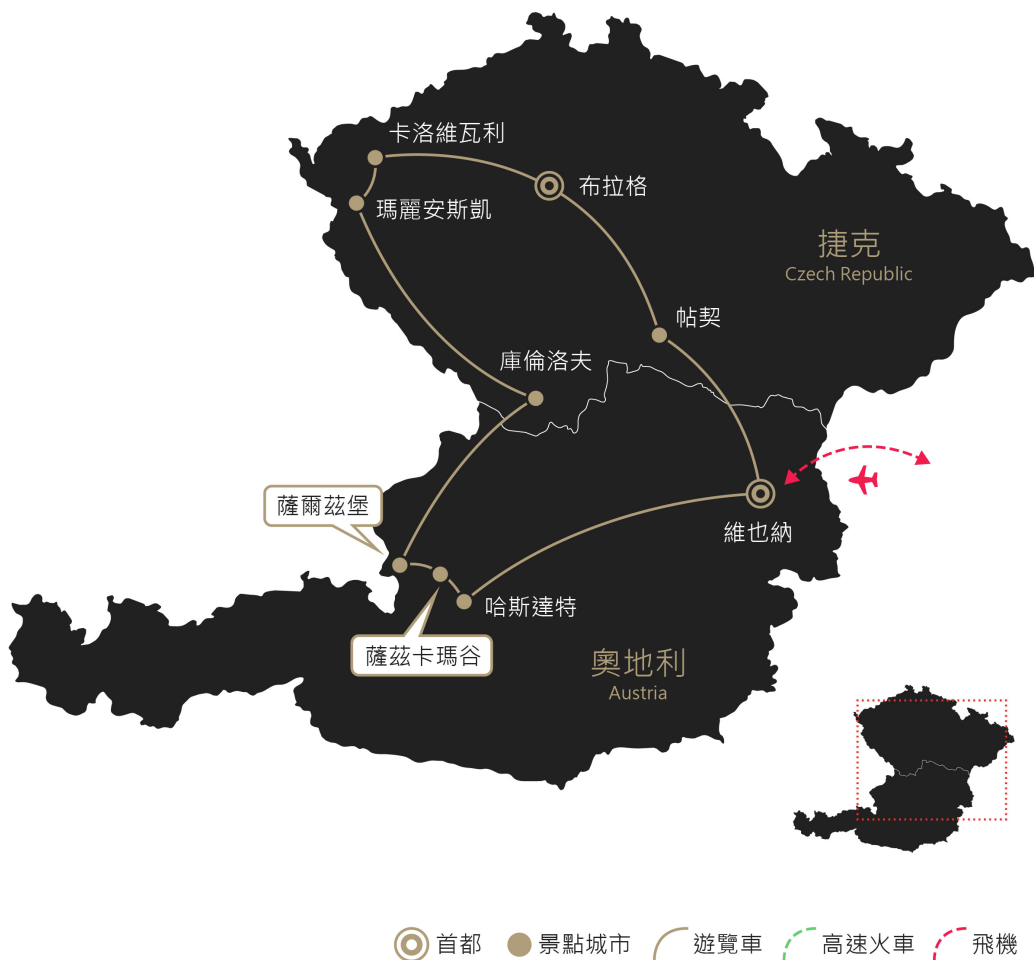 卡洛維瓦利
布拉格
瑪麗安斯凱
捷克
Czech Republic
帖契
庫倫洛夫
薩爾茲堡
維也納
哈斯達特
薩茲卡瑪谷
奧地利
Austria
首都 景點城市 遊覽車 高速火車 飛機